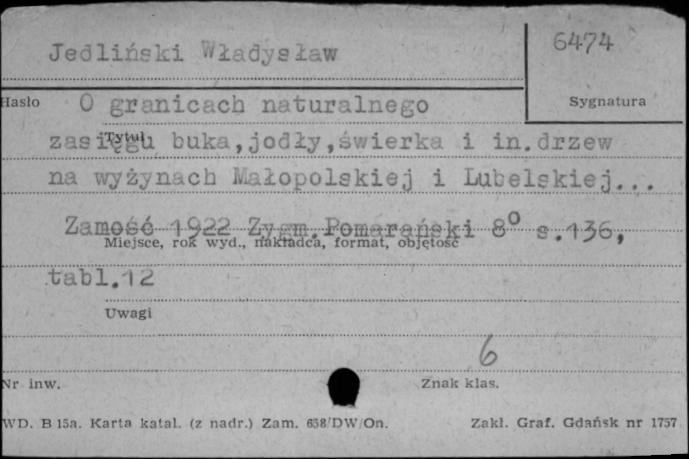 Jedliński Władysław
6474
Hasło
O granicach naturalnego
Sygnatura
Tytuł
zasięgu buka,jodły,świerka i in.drzew
na wyżynach Małopolskiej i Lubelskiej...
Zamość 1922 Zygm.Pomarański 8° s.136,
Miejsce, rok wyd., nakładca, format, objętość
tabl.12
Uwagi
6
Nr inw.
Znak klas.
WD. B 15a. Karta katal. (z nadr.) Zam. 658/DW/On.
Zakł. Graf. Gdańsk nr 1757